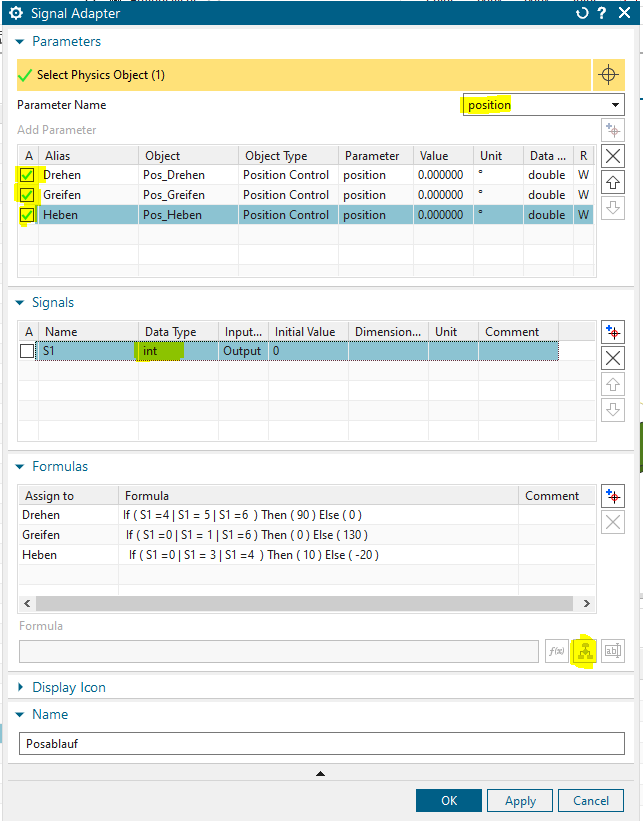 Signal Adapter
Parameters
Select Physics Object (1)
Parameter Name position
Add Parameter
A Alias Object Object Type Parameter Value Unit Data ... R
Drehen Pos_Drehen Position Control position 0.000000 ° double W
Greifen Pos_Greifen Position Control position 0.000000 ° double W
Heben Pos_Heben Position Control position 0.000000 ° double W
Signals
A Name Data Type Input... Initial Value Dimension... Unit Comment
S1 int Output 0
Formulas
Assign to Formula Comment
Drehen If ( S1 =4 | S1 = 5 | S1 =6 ) Then ( 90 ) Else ( 0 )
Greifen If ( S1 =0 | S1 = 1 | S1 =6 ) Then ( 0 ) Else ( 130 )
Heben If ( S1 =0 | S1 = 3 | S1 =4 ) Then ( 10 ) Else ( -20 )
Formula
f(x) ab
Display Icon
Name
Posablauf
OK Apply Cancel